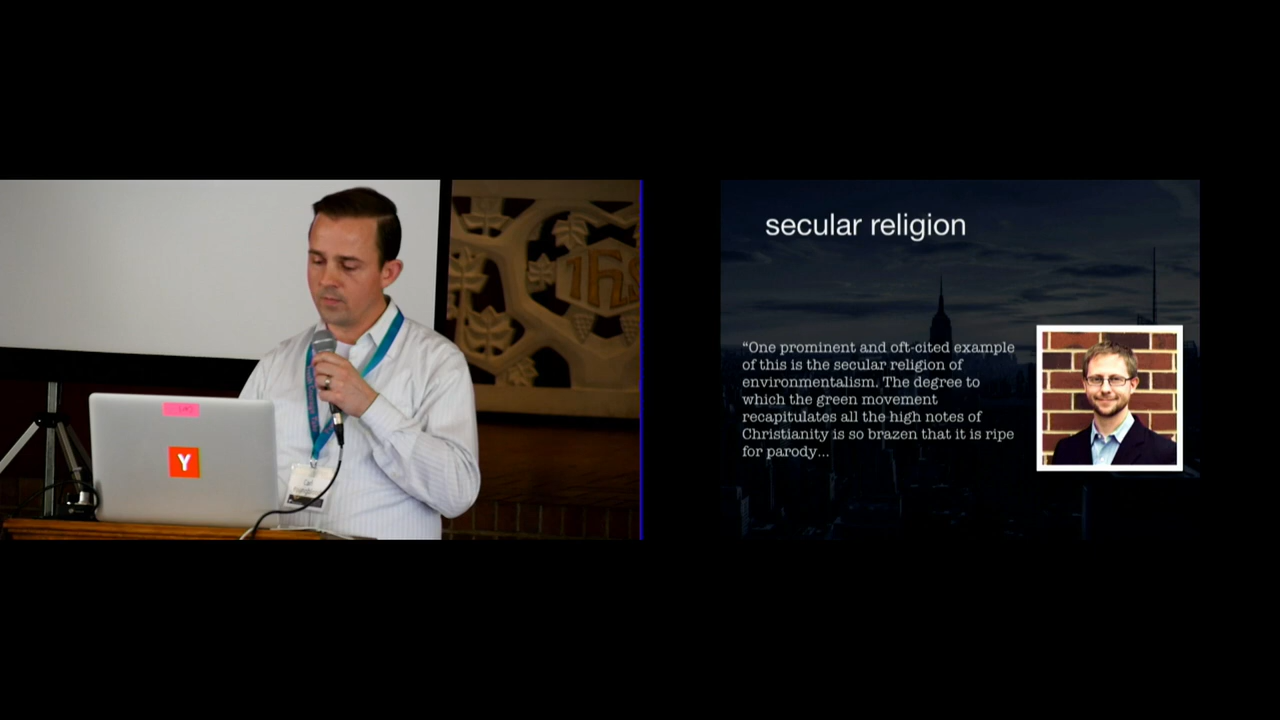 secular religion
“One prominent and oft-cited example
of this is the secular religion of
environmentalism. The degree to
which the green movement
recapitulates all the high notes of
Christianity is so brazen that it is ripe
for parody...
IHS
Y
Carl